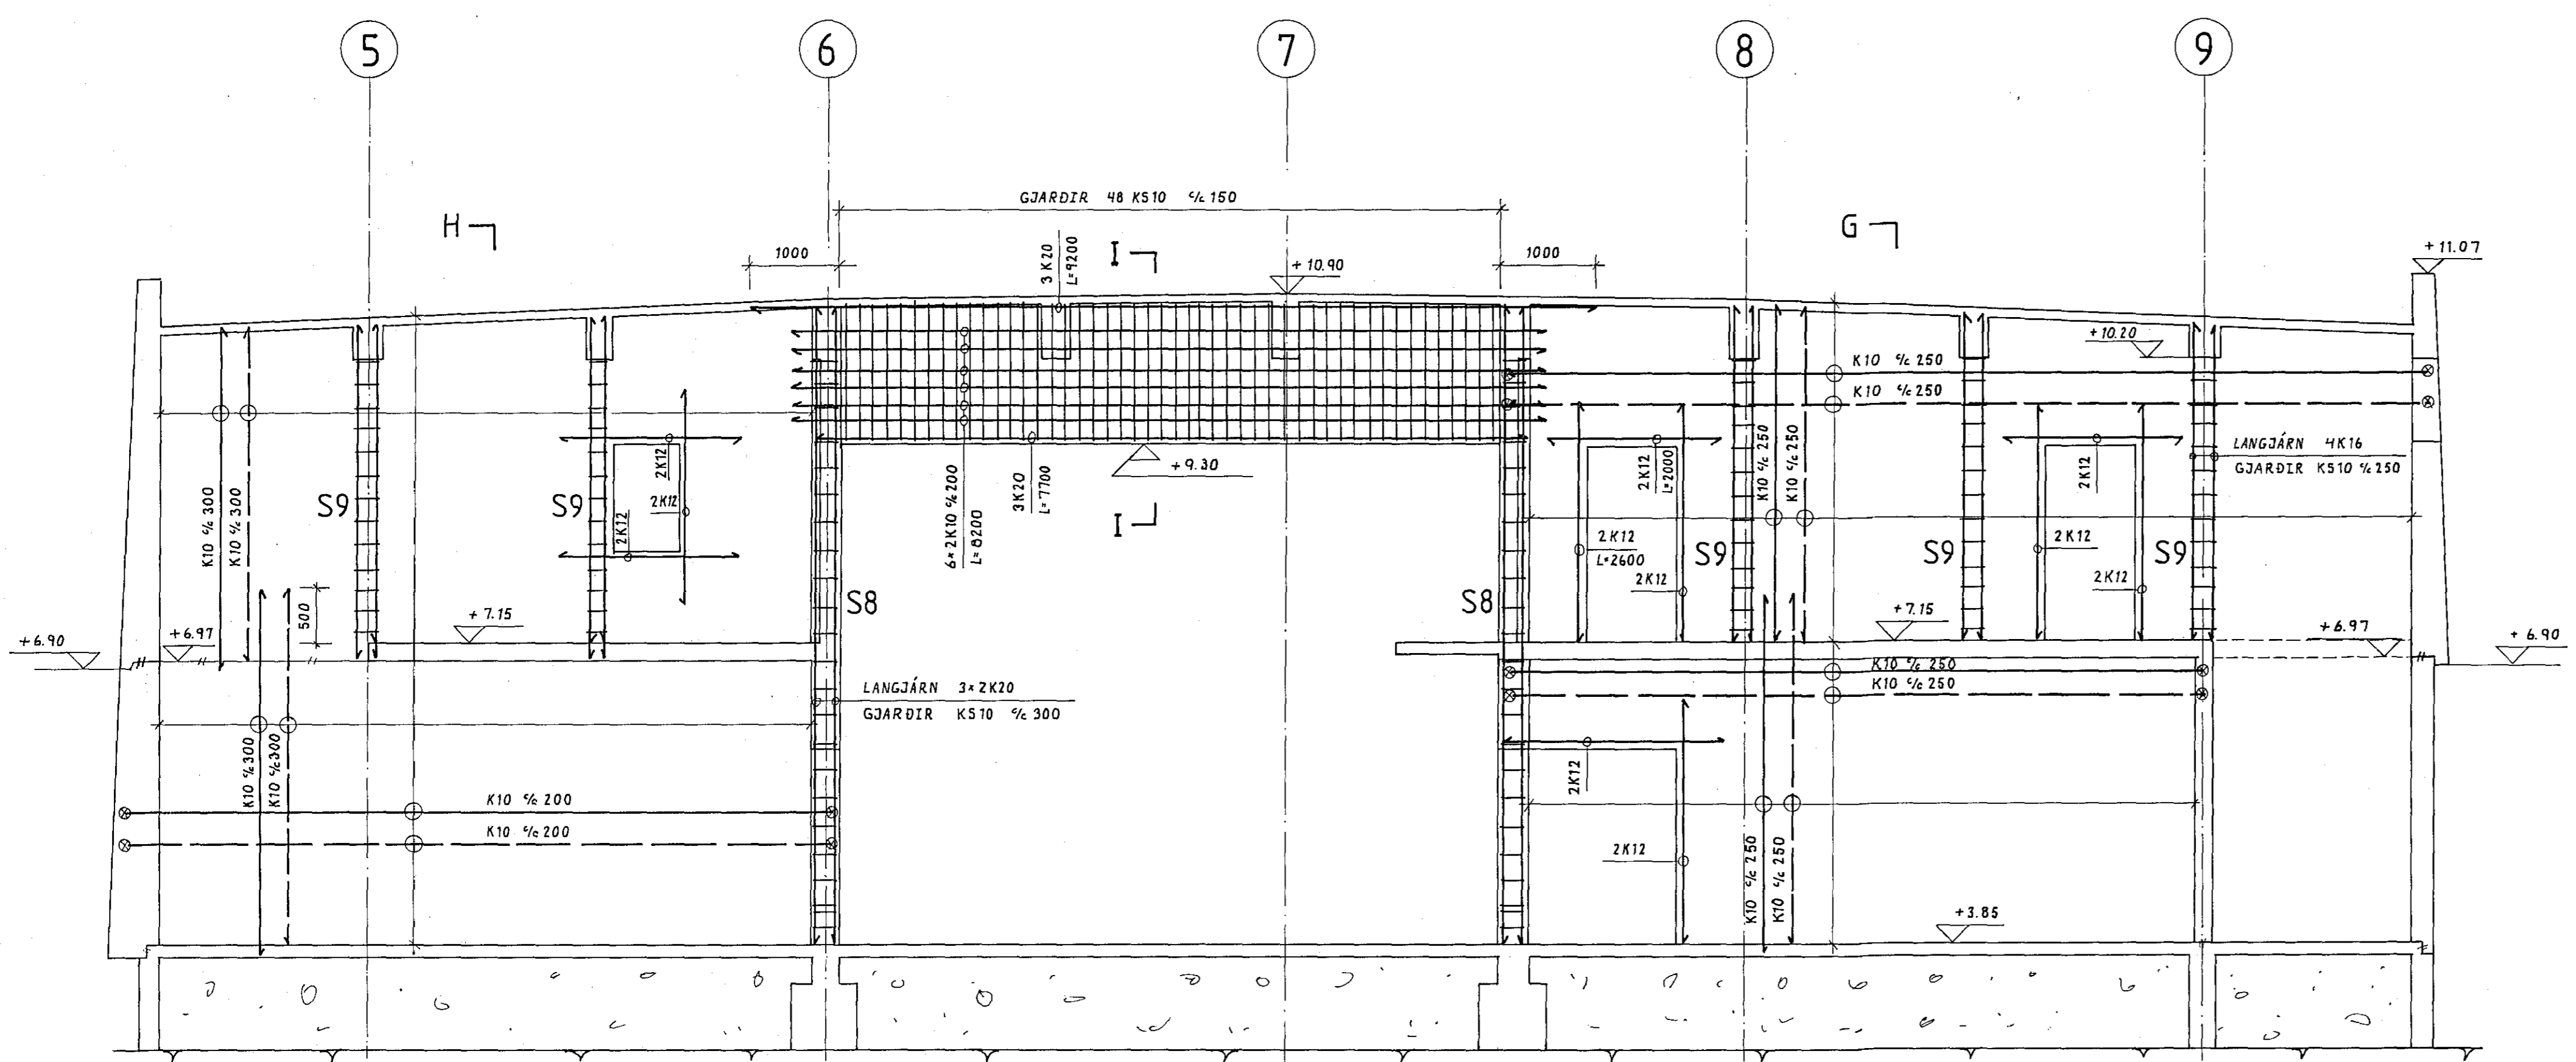 5
6
7
8
9
GJARÐIR 48 KS10 c/c 150
H
G
I
1000
3K20
L=9200
1000
+10.90
+11.07
+10.20
K10 c/c 250
K10 c/c 250
LANGJÁRN 4K16
GJARÐIR KS10 c/c 250
+9.30
I
K10 c/c 300
K10 c/c 300
S9
S9
2K12
2K12
2K12
6×2K10 c/c 200
L=8200
3K20
L=7700
2K12
L=2000
K10 c/c 250
K10 c/c 250
2K12
2K12
L=2600
2K12
S9
S9
2K12
2K12
S9
S8
S8
500
+7.15
+7.15
+6.90
+6.97
+6.97
+6.90
K10 c/c 250
K10 c/c 250
LANGJÁRN 3×2K20
GJARÐIR KS10 c/c 300
K10 c/c 300
K10 c/c 300
2K12
K10 c/c 200
K10 c/c 200
2K12
K10 c/c 250
K10 c/c 250
+3.85